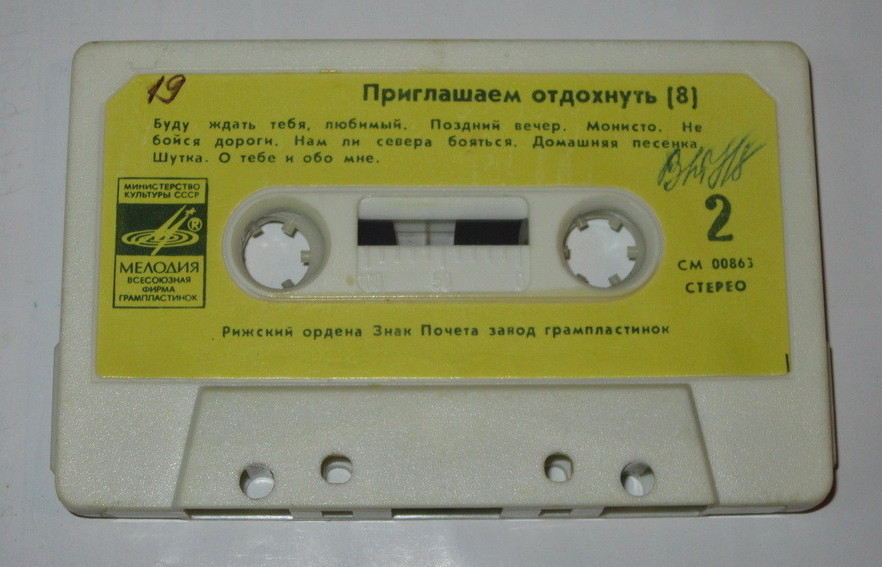 19
Приглашаем отдохнуть (8)
Буду ждать тебя, любимый. Поздний вечер. Монисто. Не
бойся дороги. Нам ли севера бояться. Домашняя песенка
Шутка. О тебе и обо мне.
МИНИСТЕРСТВО
КУЛЬТУРЫ СССР
®
МЕЛОДИЯ
ВСЕСОЮЗНАЯ
ФИРМА
ГРАМПЛАСТИНОК
2
СМ 00863
СТЕРЕО
Рижский ордена Знак Почета завод грампластинок